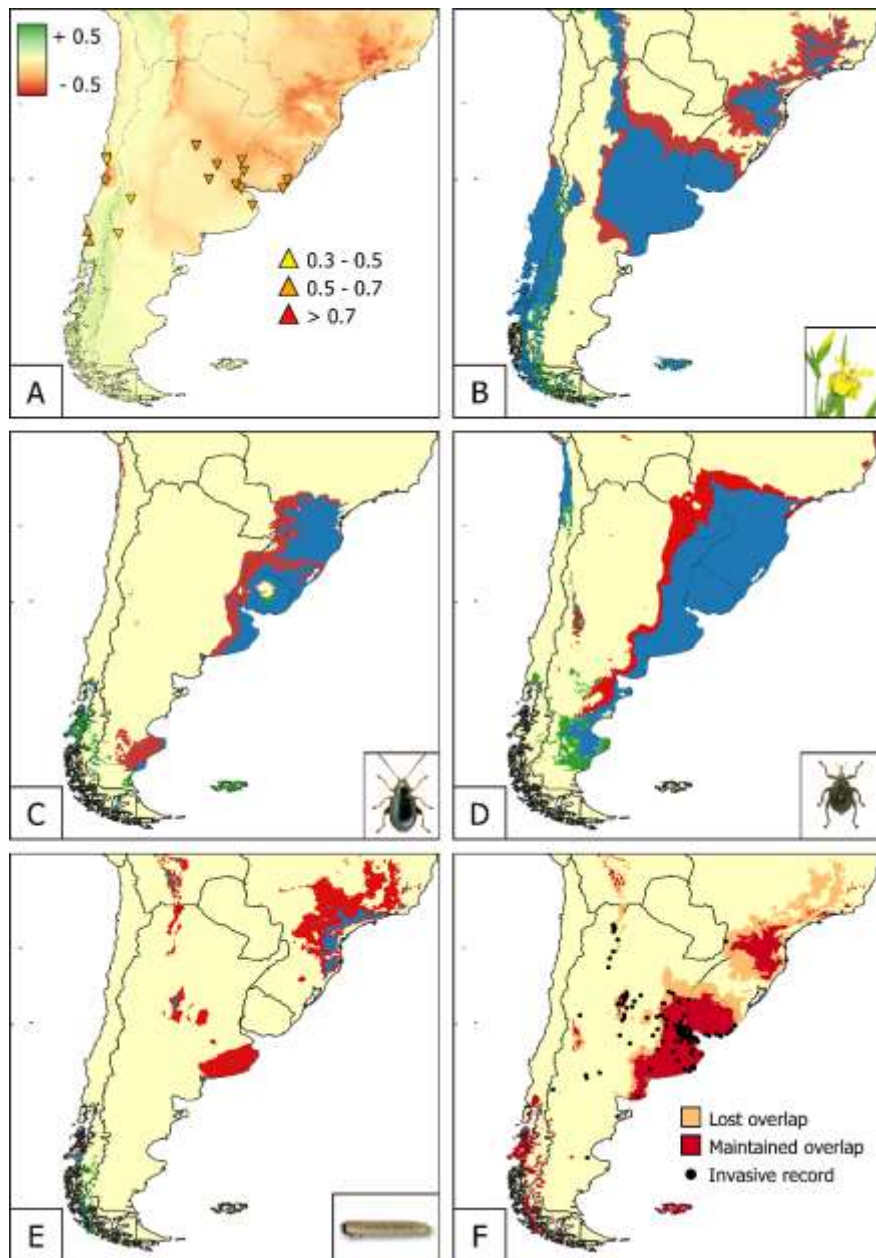 + 0.5
- 0.5
0.3 - 0.5
0.5 - 0.7
> 0.7
A
B
C
D
E
Lost overlap
Maintained overlap
Invasive record
F